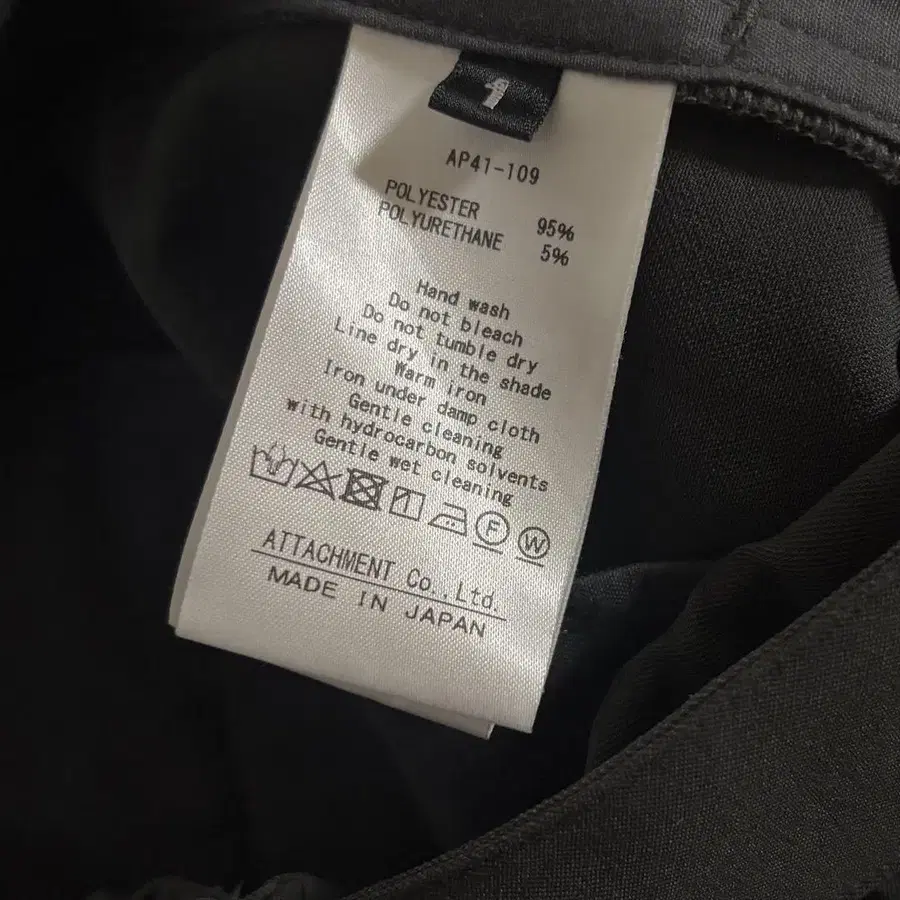 1
AP41-109
POLYESTER 95%
POLYURETHANE 5%
Hand wash
Do not bleach
Do not tumble dry
Line dry in the shade
Warm iron
Iron under damp cloth
Gentle cleaning
with hydrocarbon solvents
Gentle wet cleaning
F W
ATTACHMENT Co.,Ltd.
MADE IN JAPAN